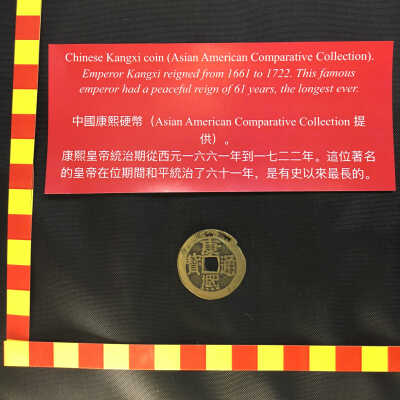 Chinese Kangxi coin (Asian American Comparative Collection).
Emperor Kangxi reigned from 1661 to 1722. This famous
emperor had a peaceful reign of 61 years, the longest ever.
中國康熙硬幣（Asian American Comparative Collection 提
供）。
康熙皇帝統治期從西元一六六一年到一七二二年。這位著名
的皇帝在位期間和平統治了六十一年，是有史以來最長的。
康熙通寶